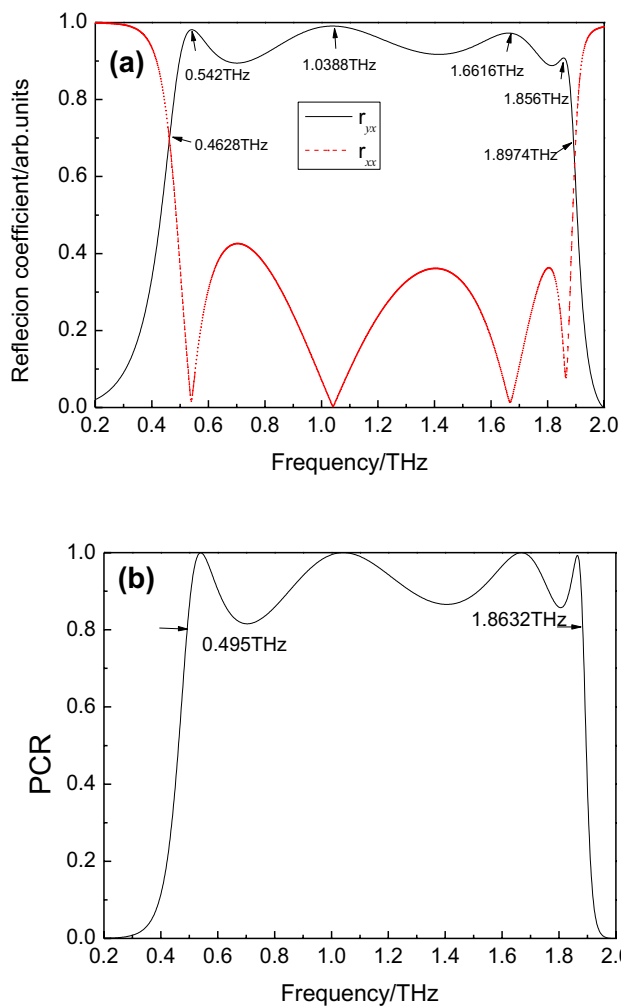 (a)
1.0
0.8
0.6
0.4
0.2
0.0
Reflecion coefficient/arb.units
0.542THz
1.0388THz
1.6616THz
1.856THz
0.4628THz
1.8974THz
r_yx
r_xx
0.2 0.4 0.6 0.8 1.0 1.2 1.4 1.6 1.8 2.0
Frequency/THz
(b)
1.0
0.8
0.6
0.4
0.2
0.0
PCR
0.495THz
1.8632THz
0.2 0.4 0.6 0.8 1.0 1.2 1.4 1.6 1.8 2.0
Frequency/THz